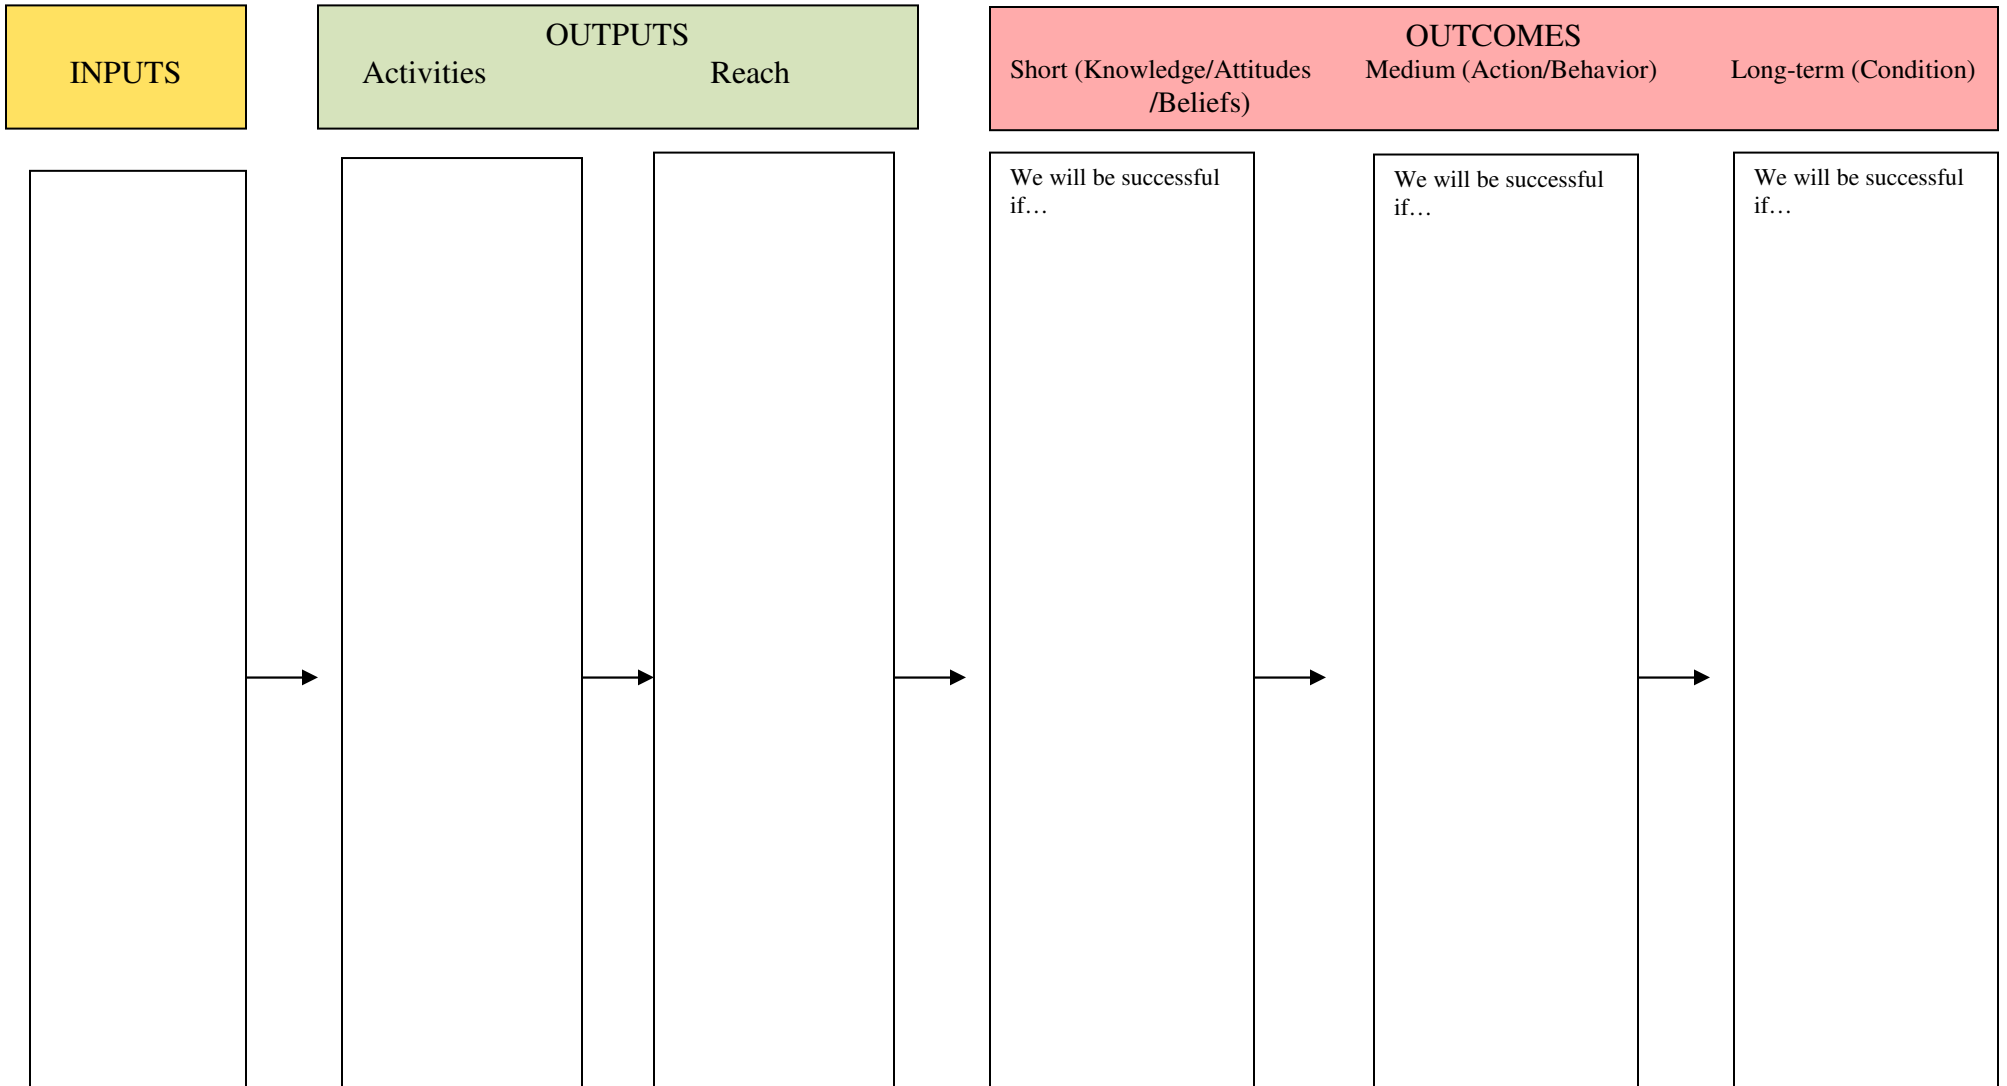 INPUTS
OUTPUTS
Activities Reach
OUTCOMES
Short (Knowledge/Attitudes Medium (Action/Behavior) Long-term (Condition)
/Beliefs)
We will be successful
if…
We will be successful
if…
We will be successful
if…